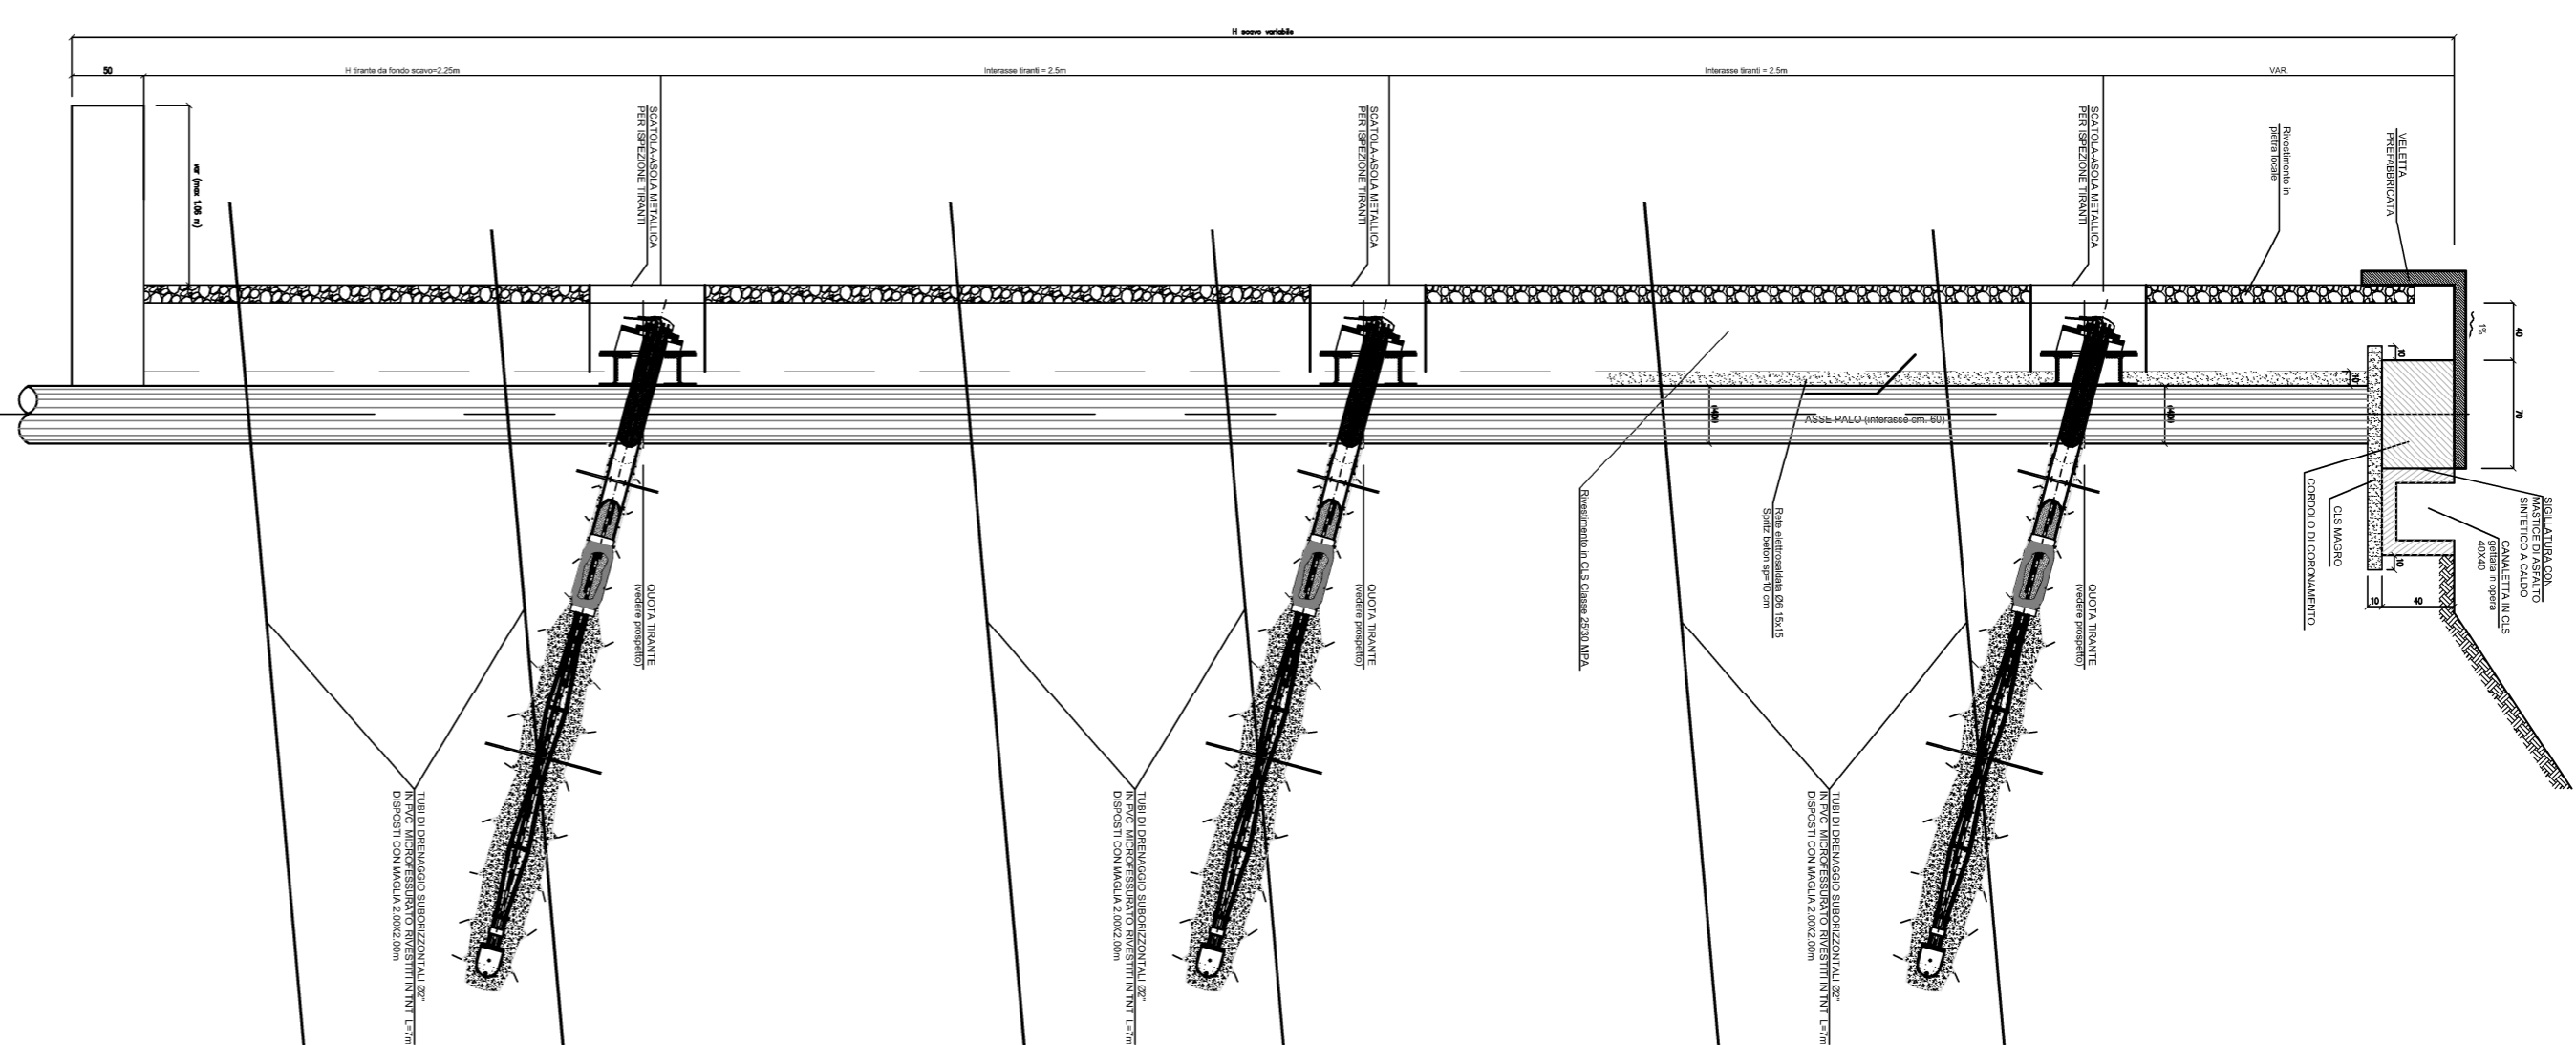 H scavo variabile
50
H tirante da fondo scavo=2.25m
Interasse tiranti = 2.5m
Interasse tiranti = 2.5m
VAR.
var (max 1.06 m)
SCATOLA-ASOLA METALLICA
PER ISPEZIONE TIRANTI
SCATOLA-ASOLA METALLICA
PER ISPEZIONE TIRANTI
SCATOLA-ASOLA METALLICA
PER ISPEZIONE TIRANTI
Rivestimento in
pietra locale
VELETTA
PREFABBRICATA
1%
40
10
70
10
ASSE PALO (interasse cm. 60)
SIGILLATURA CON
MASTICE DI ASFALTO
SINTETICO A CALDO
CANALETTA IN CLS
gettata in opera
40X40
CLS MAGRO
CORDOLO DI CORONAMENTO
10
10
40
Rete elettrosaldata Ø6 15x15
Spritz beton sp=10 cm
Rivestimento in CLS Classe 25/30 MPA
QUOTA TIRANTE
(vedere prospetto)
QUOTA TIRANTE
(vedere prospetto)
QUOTA TIRANTE
(vedere prospetto)
TUBI DI DRENAGGIO SUBORIZZONTALI Ø2"
IN PVC MICROFESSURATO RIVESTITI IN TNT L=7m
DISPOSTI CON MAGLIA 2.00X2.00m
TUBI DI DRENAGGIO SUBORIZZONTALI Ø2"
IN PVC MICROFESSURATO RIVESTITI IN TNT L=7m
DISPOSTI CON MAGLIA 2.00X2.00m
TUBI DI DRENAGGIO SUBORIZZONTALI Ø2"
IN PVC MICROFESSURATO RIVESTITI IN TNT L=7m
DISPOSTI CON MAGLIA 2.00X2.00m